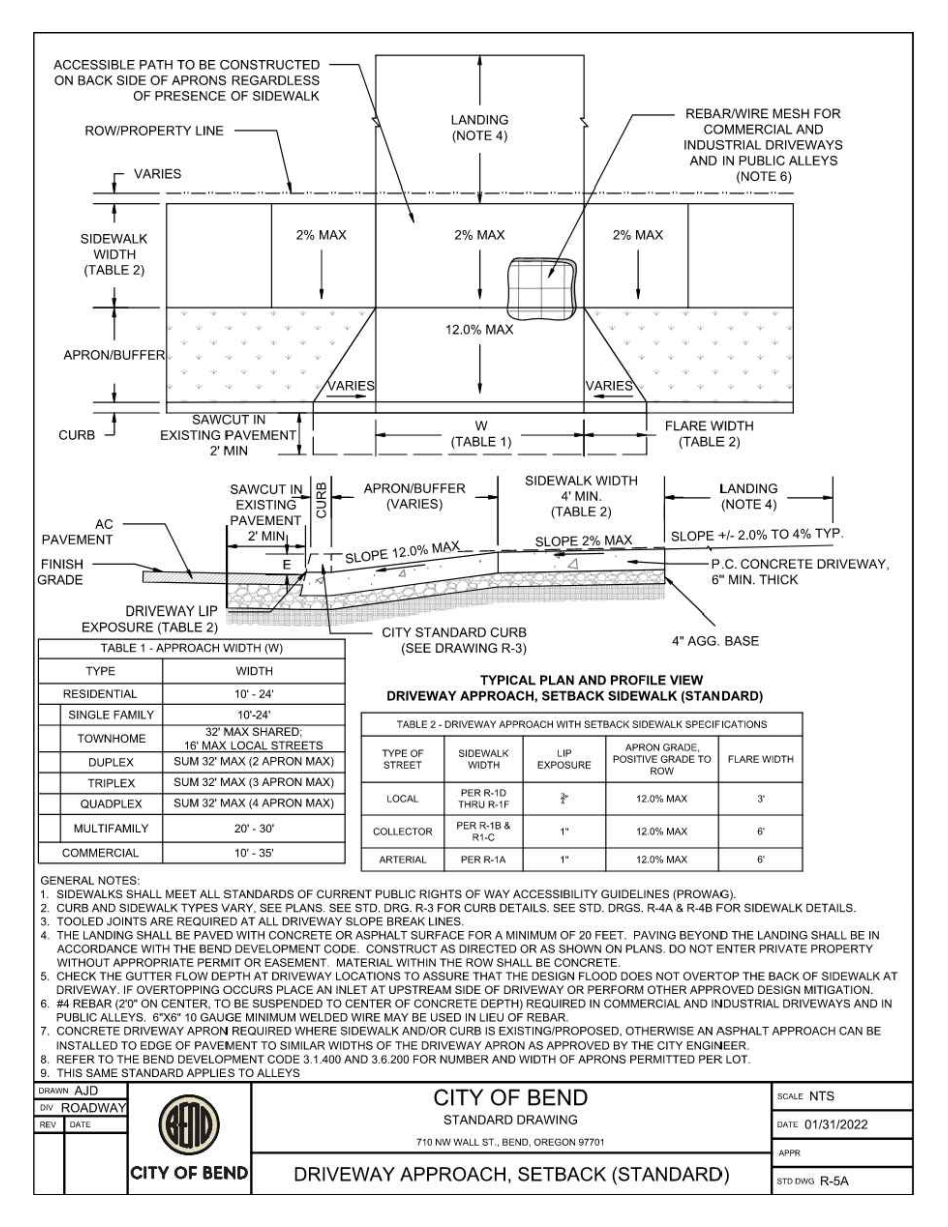 ACCESSIBLE PATH TO BE CONSTRUCTED
ON BACK SIDE OF APRONS REGARDLESS
OF PRESENCE OF SIDEWALK
ROW/PROPERTY LINE
VARIES
LANDING
(NOTE 4)
REBAR/WIRE MESH FOR
COMMERCIAL AND
INDUSTRIAL DRIVEWAYS
AND IN PUBLIC ALLEYS
(NOTE 6)
SIDEWALK
WIDTH
(TABLE 2)
2% MAX
2% MAX
2% MAX
12.0% MAX
APRON/BUFFER
VARIES
VARIES
CURB
SAWCUT IN
EXISTING PAVEMENT
2' MIN
W
(TABLE 1)
FLARE WIDTH
(TABLE 2)
SAWCUT IN
EXISTING
PAVEMENT
2' MIN
CURB
APRON/BUFFER
(VARIES)
SIDEWALK WIDTH
4' MIN.
(TABLE 2)
LANDING
(NOTE 4)
AC
PAVEMENT
FINISH
GRADE
E
SLOPE 12.0% MAX
SLOPE 2% MAX
SLOPE +/- 2.0% TO 4% TYP.
P.C. CONCRETE DRIVEWAY,
6" MIN. THICK
DRIVEWAY LIP
EXPOSURE (TABLE 2)
CITY STANDARD CURB
(SEE DRAWING R-3)
4" AGG. BASE
TABLE 1 - APPROACH WIDTH (W)
TYPE WIDTH
RESIDENTIAL 10' - 24'
SINGLE FAMILY 10'-24'
TOWNHOME 32' MAX SHARED;
16' MAX LOCAL STREETS
DUPLEX SUM 32' MAX (2 APRON MAX)
TRIPLEX SUM 32' MAX (3 APRON MAX)
QUADPLEX SUM 32' MAX (4 APRON MAX)
MULTIFAMILY 20' - 30'
COMMERCIAL 10' - 35'
TYPICAL PLAN AND PROFILE VIEW
DRIVEWAY APPROACH, SETBACK SIDEWALK (STANDARD)
TABLE 2 - DRIVEWAY APPROACH WITH SETBACK SIDEWALK SPECIFICATIONS
TYPE OF
STREET
SIDEWALK
WIDTH
LIP
EXPOSURE
APRON GRADE,
POSITIVE GRADE TO
ROW
FLARE WIDTH
LOCAL PER R-1D
THRU R-1F
12.0% MAX 3'
COLLECTOR PER R-1B &
R1-C
1" 12.0% MAX 6'
ARTERIAL PER R-1A 1" 12.0% MAX 6'
GENERAL NOTES:
1. SIDEWALKS SHALL MEET ALL STANDARDS OF CURRENT PUBLIC RIGHTS OF WAY ACCESSIBILITY GUIDELINES (PROWAG).
2. CURB AND SIDEWALK TYPES VARY, SEE PLANS. SEE STD. DRG. R-3 FOR CURB DETAILS. SEE STD. DRGS. R-4A & R-4B FOR SIDEWALK DETAILS.
3. TOOLED JOINTS ARE REQUIRED AT ALL DRIVEWAY SLOPE BREAK LINES.
4. THE LANDING SHALL BE PAVED WITH CONCRETE OR ASPHALT SURFACE FOR A MINIMUM OF 20 FEET. PAVING BEYOND THE LANDING SHALL BE IN
ACCORDANCE WITH THE BEND DEVELOPMENT CODE. CONSTRUCT AS DIRECTED OR AS SHOWN ON PLANS. DO NOT ENTER PRIVATE PROPERTY
WITHOUT APPROPRIATE PERMIT OR EASEMENT. MATERIAL WITHIN THE ROW SHALL BE CONCRETE.
5. CHECK THE GUTTER FLOW DEPTH AT DRIVEWAY LOCATIONS TO ASSURE THAT THE DESIGN FLOOD DOES NOT OVERTOP THE BACK OF SIDEWALK AT
DRIVEWAY. IF OVERTOPPING OCCURS PLACE AN INLET AT UPSTREAM SIDE OF DRIVEWAY OR PERFORM OTHER APPROVED DESIGN MITIGATION.
6. #4 REBAR (2'0" ON CENTER, TO BE SUSPENDED TO CENTER OF CONCRETE DEPTH) REQUIRED IN COMMERCIAL AND INDUSTRIAL DRIVEWAYS AND IN
PUBLIC ALLEYS. 6"X6" 10 GAUGE MINIMUM WELDED WIRE MAY BE USED IN LIEU OF REBAR.
7. CONCRETE DRIVEWAY APRON REQUIRED WHERE SIDEWALK AND/OR CURB IS EXISTING/PROPOSED, OTHERWISE AN ASPHALT APPROACH CAN BE
INSTALLED TO EDGE OF PAVEMENT TO SIMILAR WIDTHS OF THE DRIVEWAY APRON AS APPROVED BY THE CITY ENGINEER.
8. REFER TO THE BEND DEVELOPMENT CODE 3.1.400 AND 3.6.200 FOR NUMBER AND WIDTH OF APRONS PERMITTED PER LOT.
9. THIS SAME STANDARD APPLIES TO ALLEYS
DRAWN AJD
DIV ROADWAY
REV DATE
BEND
CITY OF BEND
CITY OF BEND
STANDARD DRAWING
710 NW WALL ST., BEND, OREGON 97701
DRIVEWAY APPROACH, SETBACK (STANDARD)
SCALE NTS
DATE 01/31/2022
APPR
STD DWG R-5A